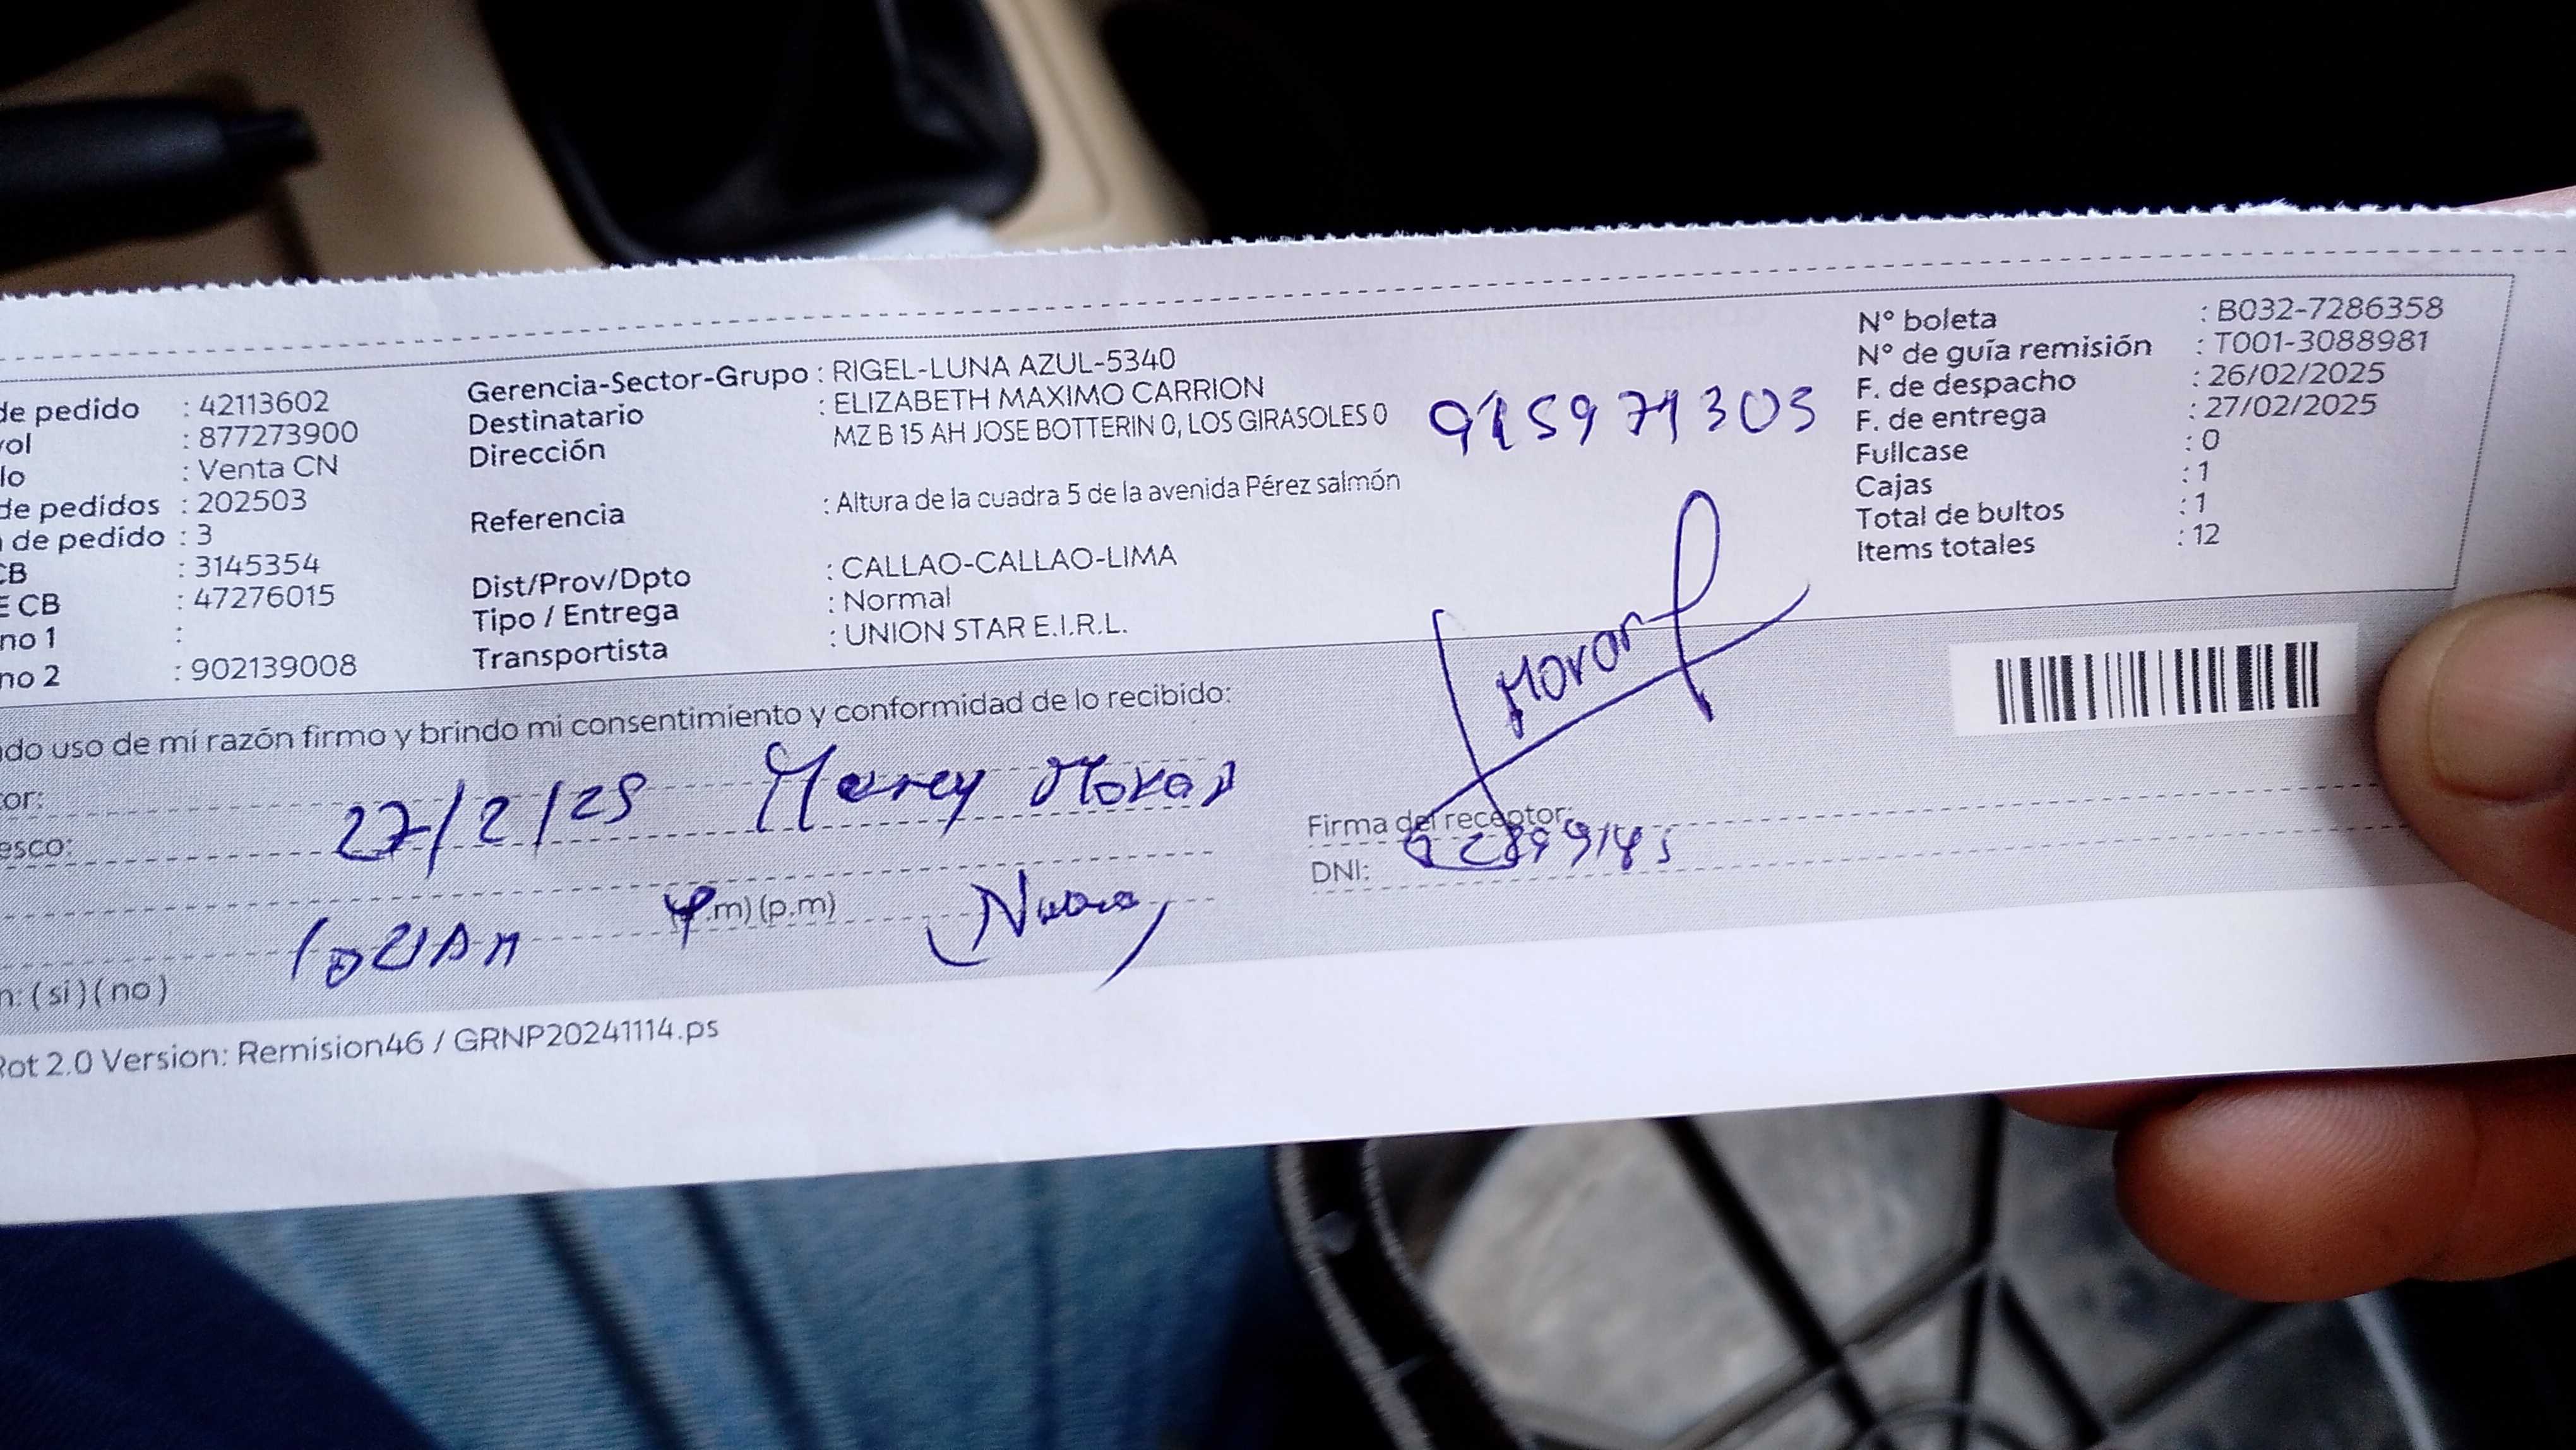 de pedido : 42113602
: 877273900
: Venta CN
de pedidos : 202503
de pedido : 3
CB : 3145354
CB : 47276015
no 1 :
no 2 : 902139008
Gerencia-Sector-Grupo : RIGEL-LUNA AZUL-5340
Destinatario : ELIZABETH MAXIMO CARRION
Dirección MZ B 15 AH JOSE BOTTERIN 0, LOS GIRASOLES 0
Referencia : Altura de la cuadra 5 de la avenida Pérez salmón
Dist/Prov/Dpto : CALLAO-CALLAO-LIMA
Tipo / Entrega : Normal
Transportista : UNION STAR E.I.R.L.
N° boleta : B032-7286358
N° de guía remisión : T001-3088981
F. de despacho : 26/02/2025
F. de entrega : 27/02/2025
Fullcase : 0
Cajas : 1
Total de bultos : 1
Items totales : 12
Moran
do uso de mi razón firmo y brindo mi consentimiento y conformidad de lo recibido:
or:
esco: 27/2/25 Moran
Firma del receptor:
DNI:
.m) (p.m)
n: (si) (no)
Rot 2.0 Version: Remision46 / GRNP20241114.ps